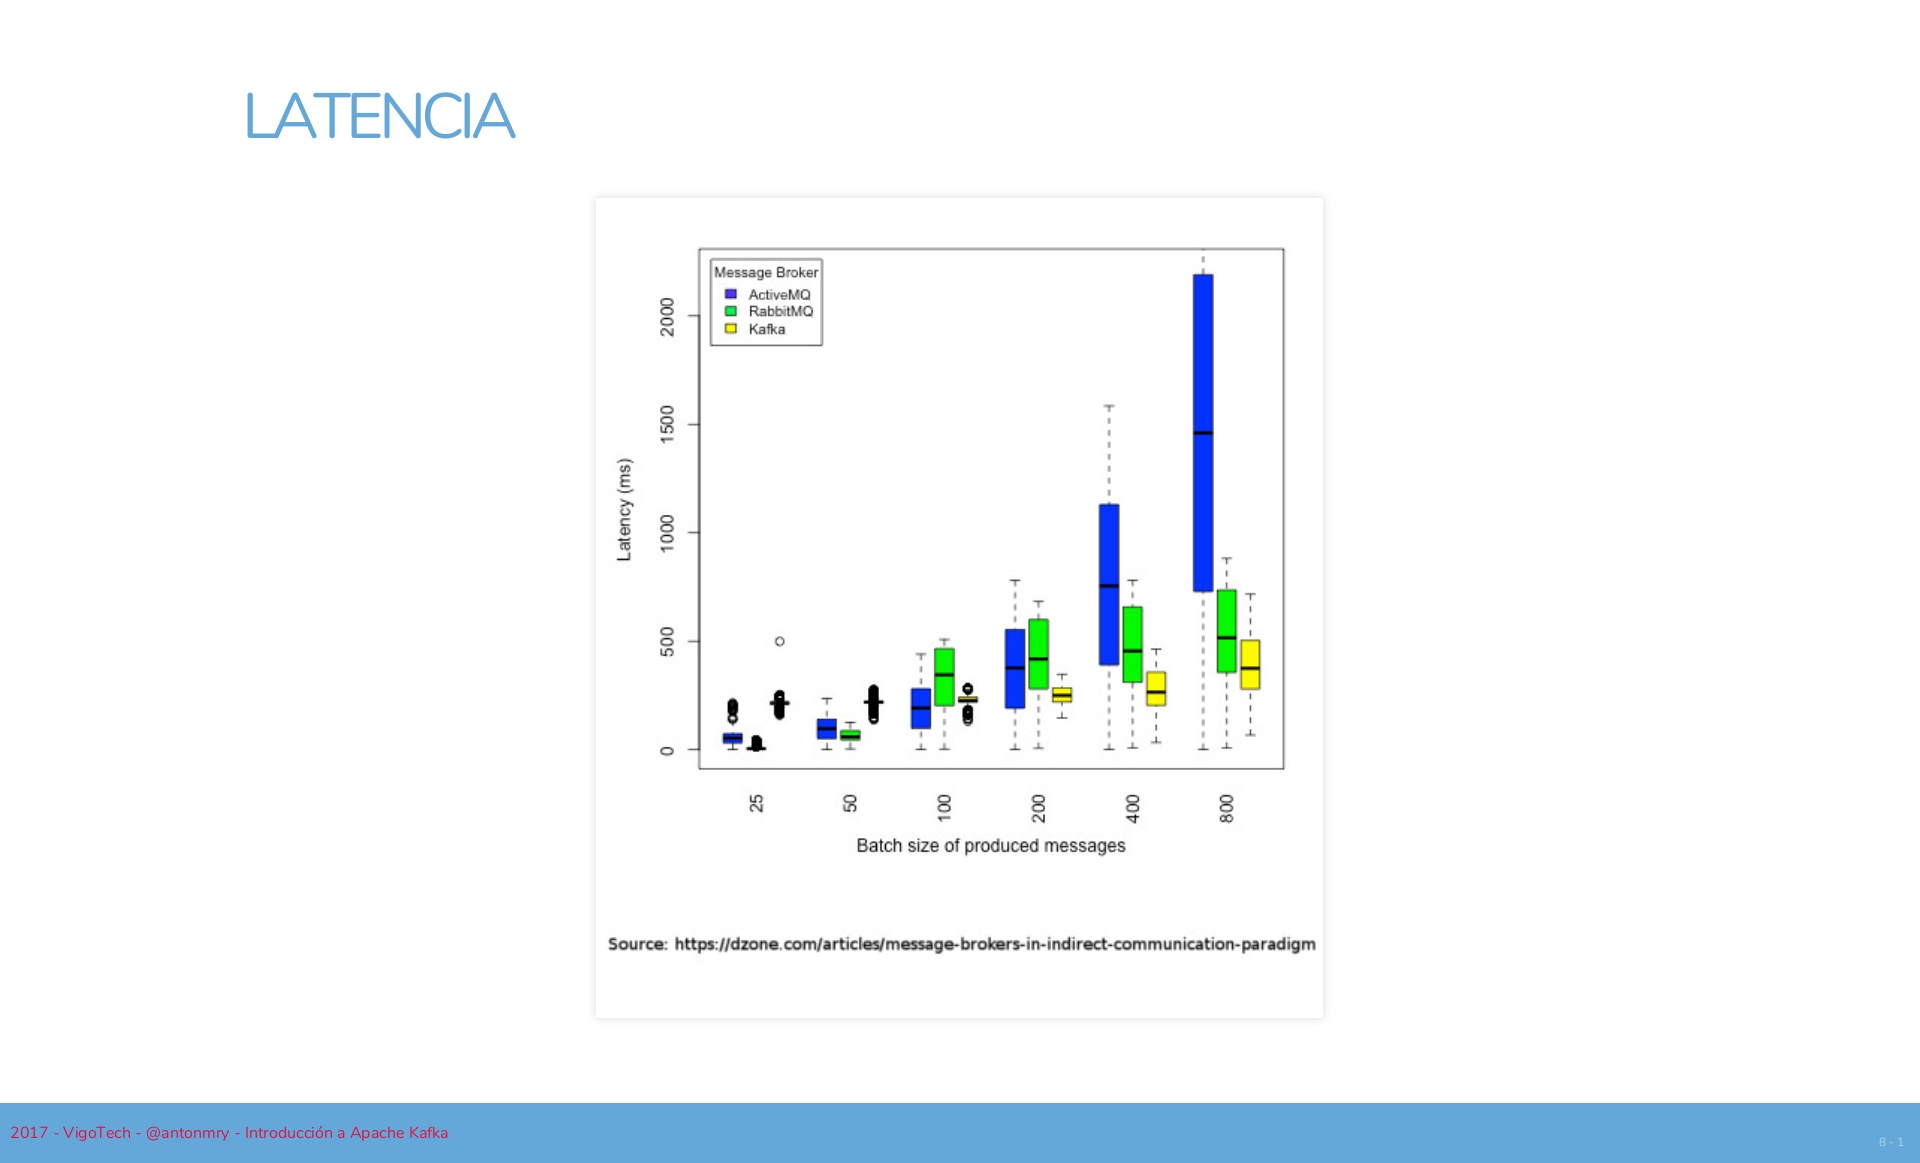 LATENCIA
Message Broker
ActiveMQ
RabbitMQ
Kafka
Latency (ms)
2000
1500
1000
500
0
25
50
100
200
400
800
Batch size of produced messages
Source: https://dzone.com/articles/message-brokers-in-indirect-communication-paradigm
2017 - VigoTech - @antonmry - Introducción a Apache Kafka
8 - 1